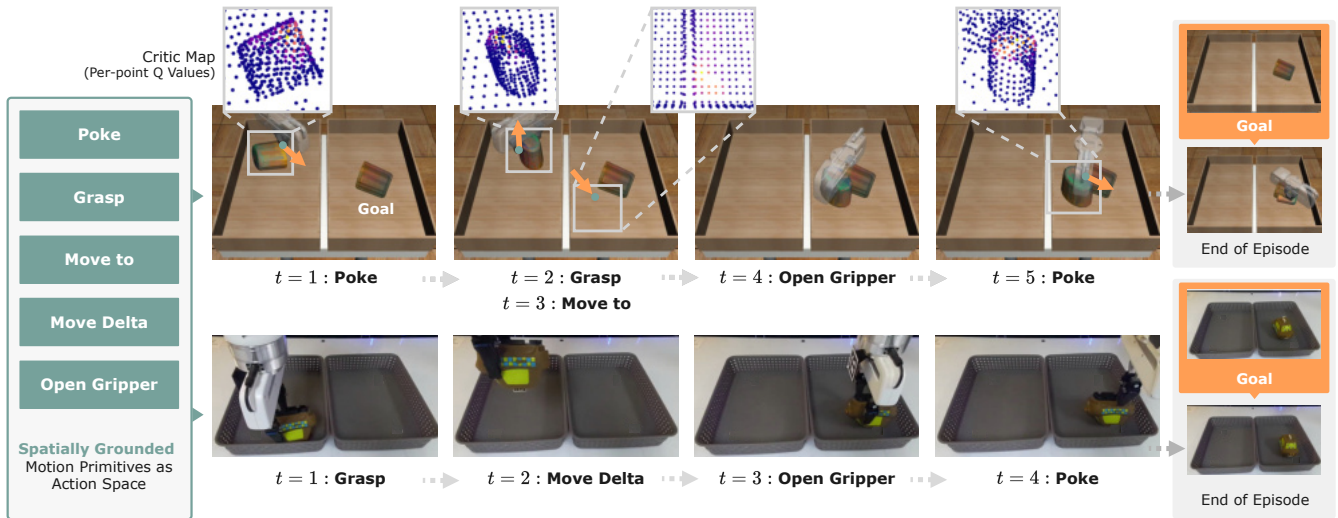 Critic Map
(Per-point Q Values)
Poke
Grasp
Move to
Move Delta
Open Gripper
Spatially Grounded
Motion Primitives as
Action Space
Goal
t = 1 : Poke
t = 2 : Grasp
t = 3 : Move to
t = 4 : Open Gripper
t = 5 : Poke
Goal
End of Episode
t = 1 : Grasp
t = 2 : Move Delta
t = 3 : Open Gripper
t = 4 : Poke
Goal
End of Episode